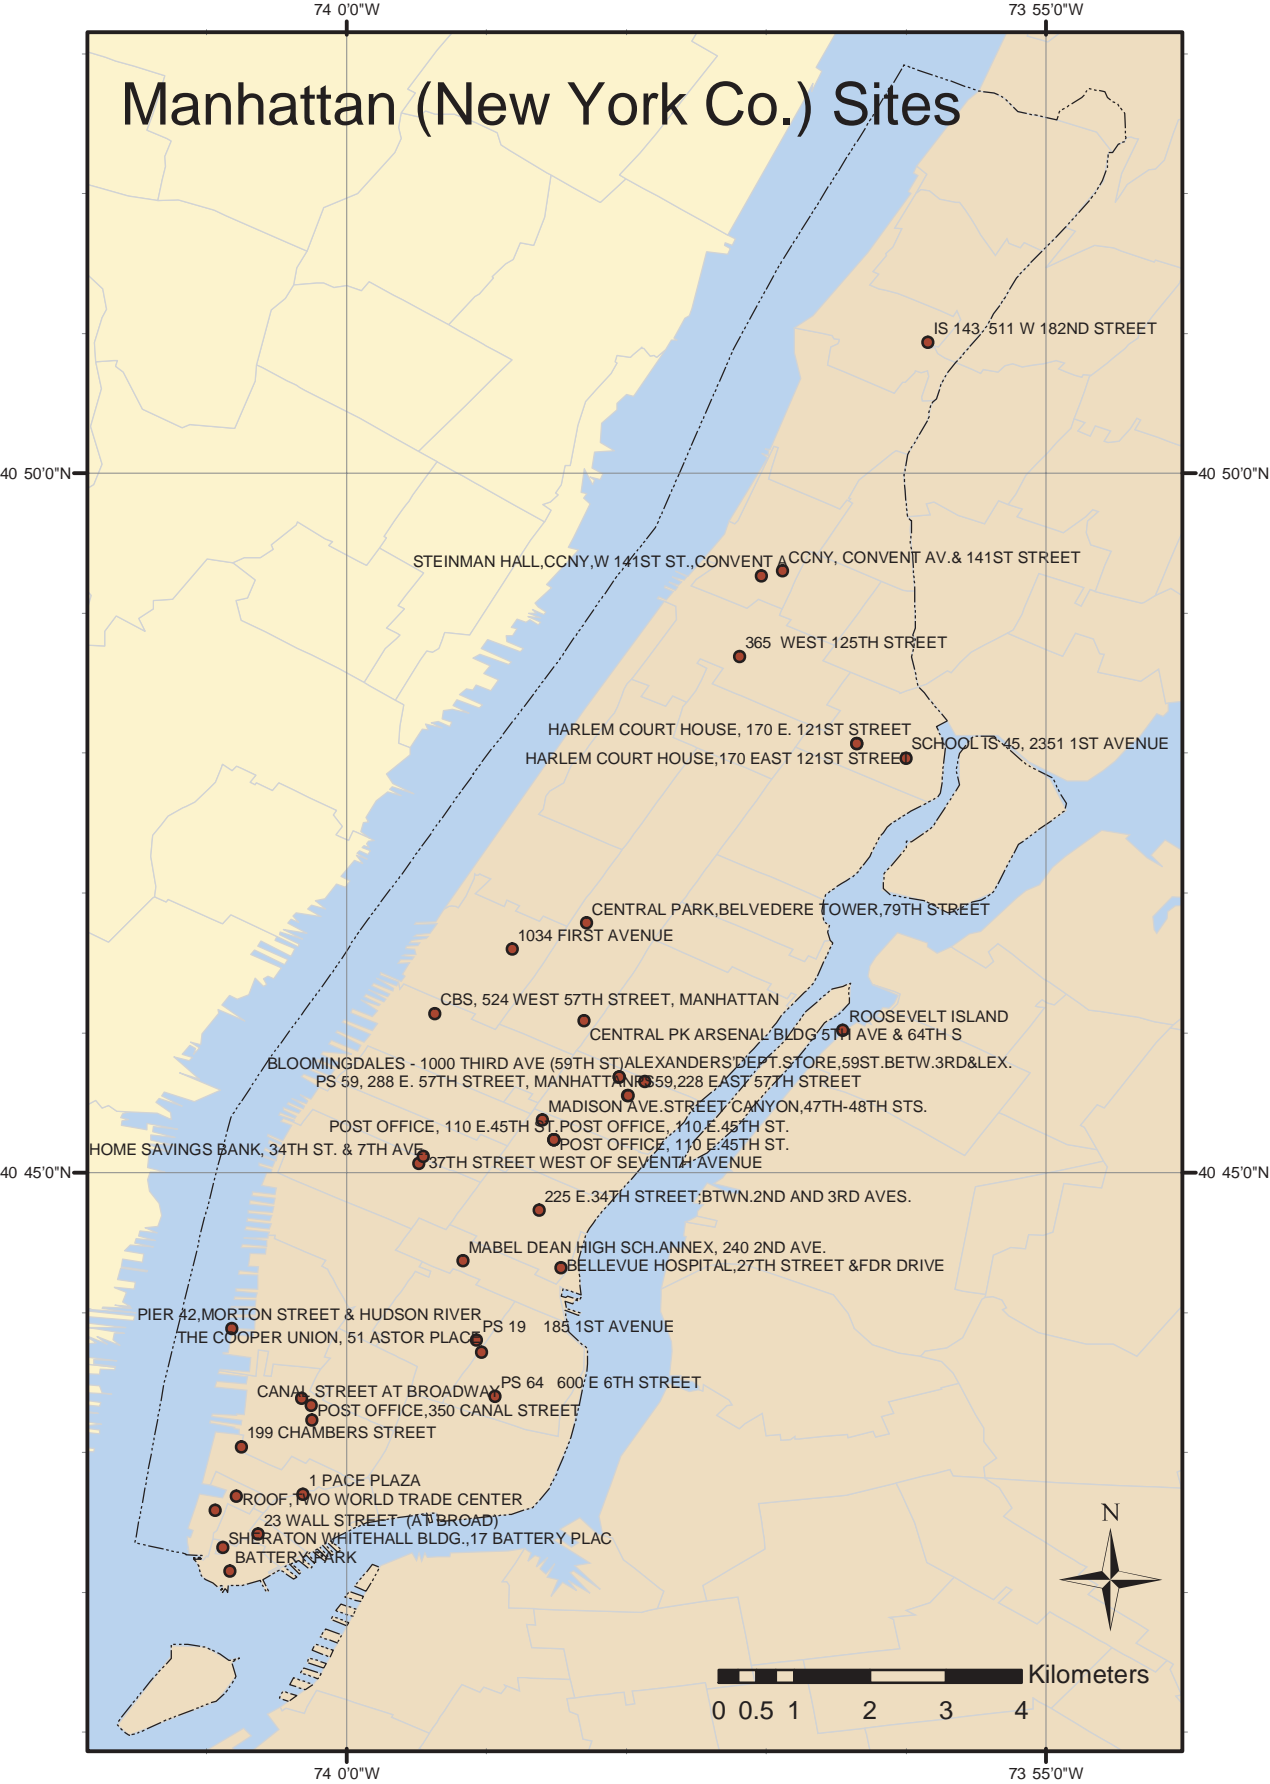 74 0'0"W
73 55'0"W
Manhattan (New York Co.) Sites
IS 143 511 W 182ND STREET
40 50'0"N
40 50'0"N
STEINMAN HALL,CCNY,W 141ST ST.,CONVENT A
CCNY, CONVENT AV.& 141ST STREET
365 WEST 125TH STREET
HARLEM COURT HOUSE, 170 E. 121ST STREET
SCHOOL IS 45, 2351 1ST AVENUE
HARLEM COURT HOUSE,170 EAST 121ST STREE
CENTRAL PARK,BELVEDERE TOWER,79TH STREET
1034 FIRST AVENUE
CBS, 524 WEST 57TH STREET, MANHATTAN
ROOSEVELT ISLAND
CENTRAL PK ARSENAL BLDG 5TH AVE & 64TH S
BLOOMINGDALES - 1000 THIRD AVE (59TH ST)
ALEXANDERS'DEPT.STORE,59ST.BETW.3RD&LEX.
PS 59, 288 E. 57TH STREET, MANHATTAN
PS59,228 EAST 57TH STREET
MADISON AVE.STREET CANYON,47TH-48TH STS.
POST OFFICE, 110 E.45TH ST.
POST OFFICE, 110 E.45TH ST.
POST OFFICE, 110 E.45TH ST.
HOME SAVINGS BANK, 34TH ST. & 7TH AVE
37TH STREET WEST OF SEVENTH AVENUE
40 45'0"N
40 45'0"N
225 E.34TH STREET;BTWN.2ND AND 3RD AVES.
MABEL DEAN HIGH SCH.ANNEX, 240 2ND AVE.
BELLEVUE HOSPITAL,27TH STREET &FDR DRIVE
PIER 42,MORTON STREET & HUDSON RIVER
PS 19 185 1ST AVENUE
THE COOPER UNION, 51 ASTOR PLACE
PS 64 600 E 6TH STREET
CANAL STREET AT BROADWAY
POST OFFICE,350 CANAL STREET
199 CHAMBERS STREET
1 PACE PLAZA
ROOF,TWO WORLD TRADE CENTER
23 WALL STREET (AT BROAD)
SHERATON WHITEHALL BLDG.,17 BATTERY PLAC
BATTERY PARK
N
Kilometers
0 0.5 1 2 3 4
74 0'0"W
73 55'0"W